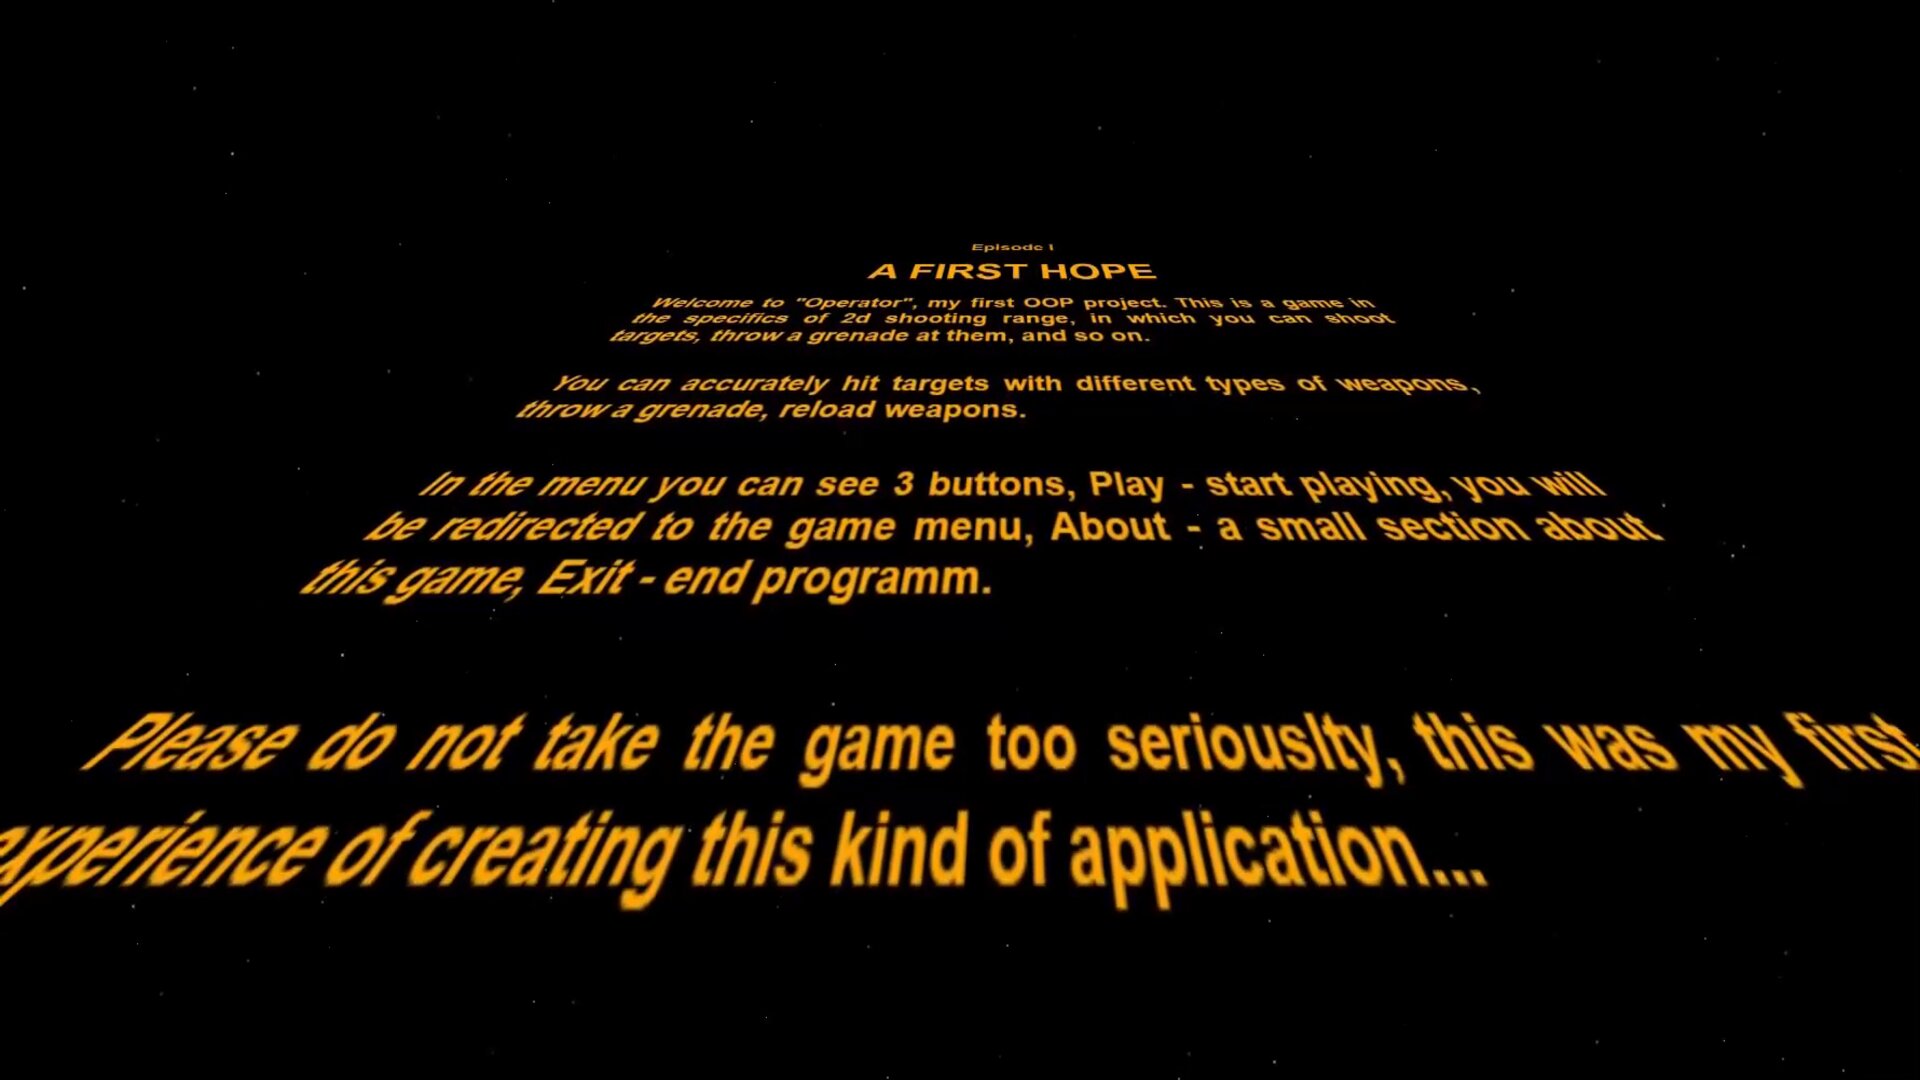 Episode I
A FIRST HOPE
Welcome to "Operator", my first OOP project. This is a game in
the specifics of 2d shooting range, in which you can shoot
targets, throw a grenade at them, and so on.
You can accurately hit targets with different types of weapons,
throw a grenade, reload weapons.
In the menu you can see 3 buttons, Play - start playing, you will
be redirected to the game menu, About - a small section about
this game, Exit - end programm.
Please do not take the game too seriouslty, this was my first
experience of creating this kind of application...